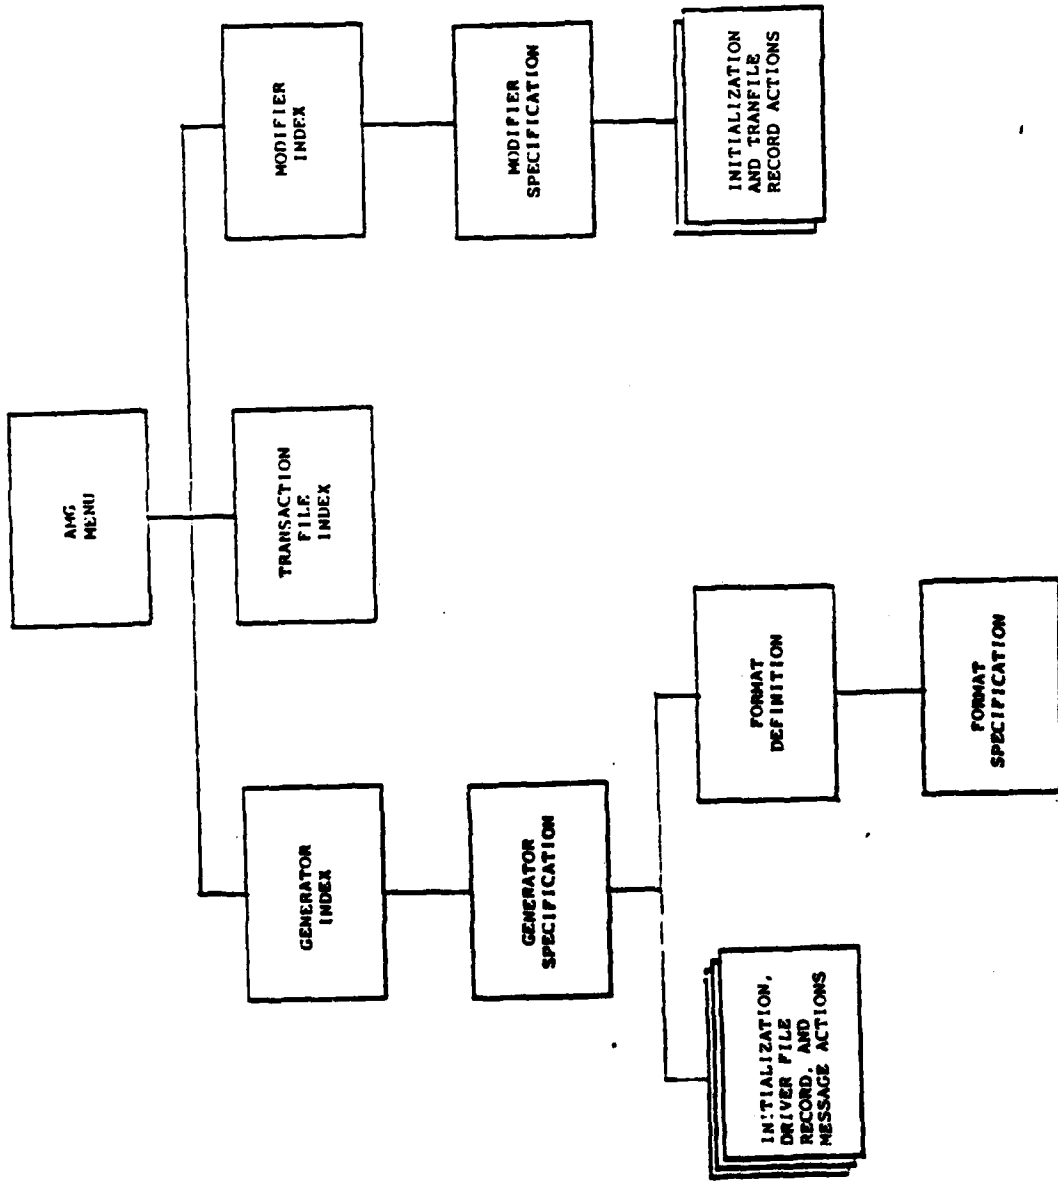 AMG
MENU
GENERATOR
INDEX
TRANSACTION
FILE
INDEX
MODIFIER
INDEX
GENERATOR
SPECIFICATION
MODIFIER
SPECIFICATION
INITIALIZATION,
DRIVER FILE
RECORD, AND
MESSAGE ACTIONS
FORMAT
DEFINITION
INITIALIZATION
AND TRANFILE
RECORD ACTIONS
FORMAT
SPECIFICATION